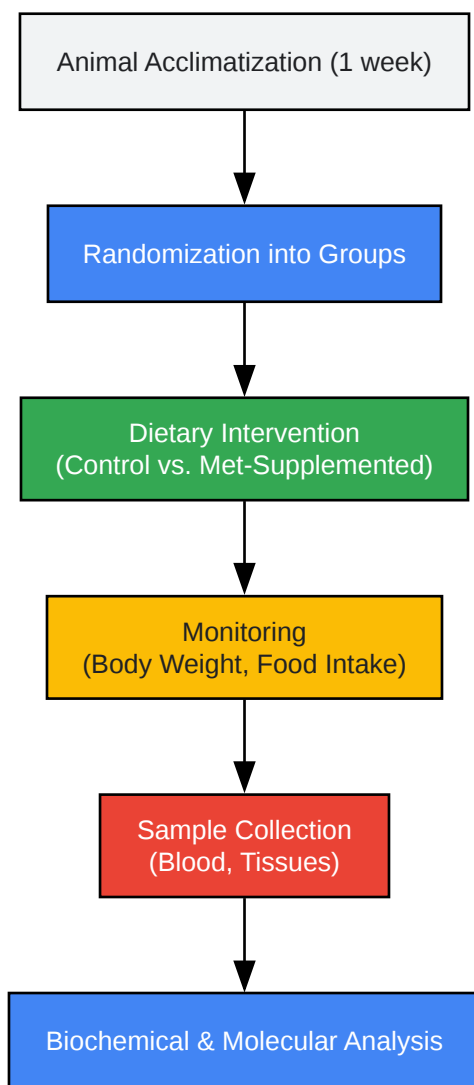 Animal Acclimatization (1 week)
Randomization into Groups
Dietary Intervention
(Control vs. Met-Supplemented)
Monitoring
(Body Weight, Food Intake)
Sample Collection
(Blood, Tissues)
Biochemical & Molecular Analysis